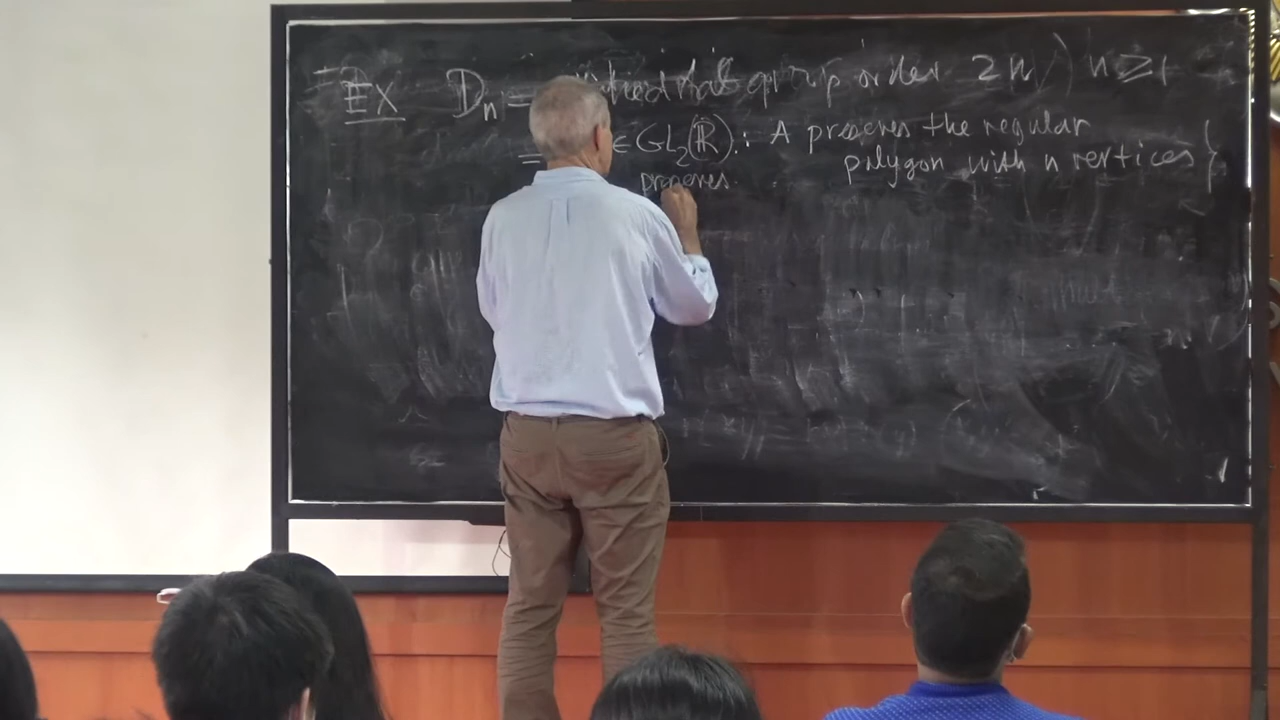 Ex Dn = dihedral group order 2n, n ≥ 1
= ∈ GL2(ℝ) : A preserves the regular
polygon with n vertices }
preserves